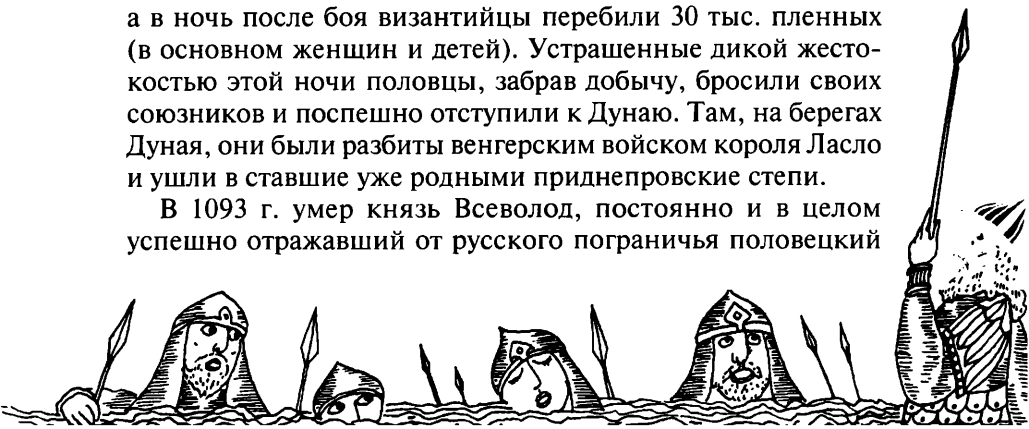 а в ночь после боя византийцы перебили 30 тыс. пленных
(в основном женщин и детей). Устрашенные дикой жесто-
костью этой ночи половцы, забрав добычу, бросили своих
союзников и поспешно отступили к Дунаю. Там, на берегах
Дуная, они были разбиты венгерским войском короля Ласло
и ушли в ставшие уже родными приднепровские степи.
В 1093 г. умер князь Всеволод, постоянно и в целом
успешно отражавший от русского пограничья половецкий